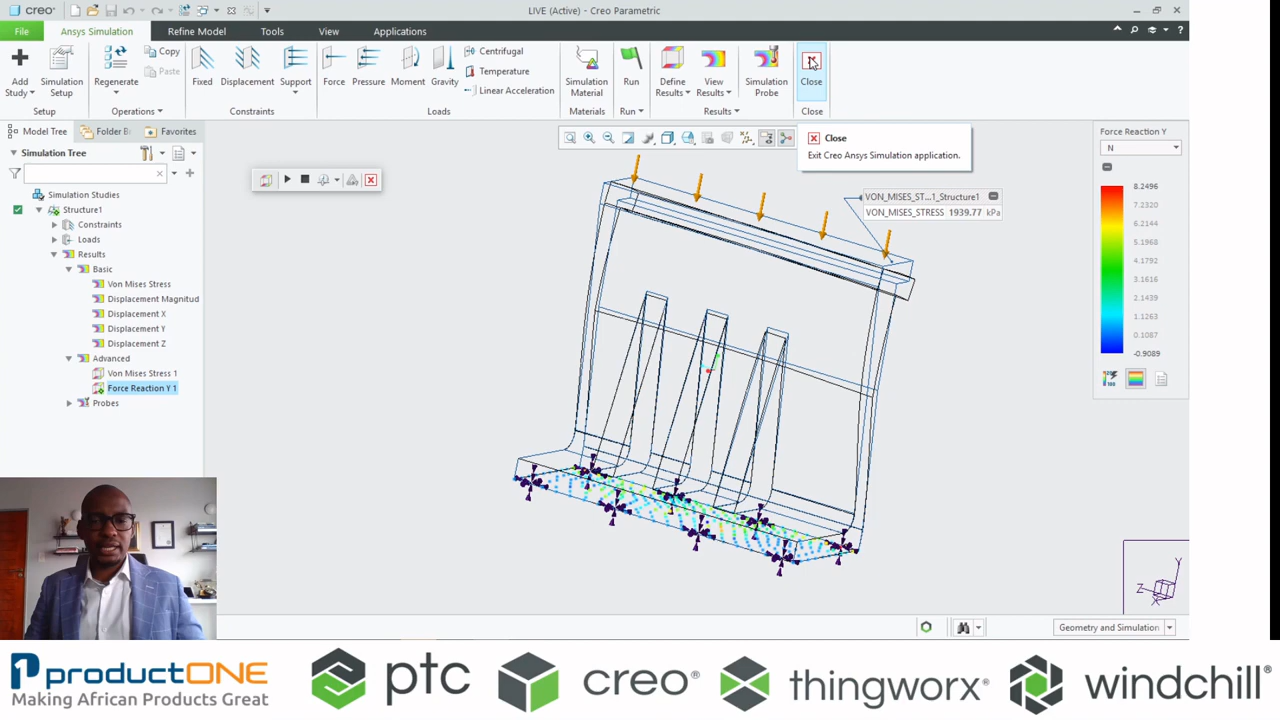 creo
LIVE (Active) - Creo Parametric
File
Ansys Simulation
Refine Model
Tools
View
Applications
Add
Study
Simulation
Setup
Setup
Regenerate
Copy
Paste
Operations
Fixed
Displacement
Support
Constraints
Force
Pressure
Moment
Gravity
Centrifugal
Temperature
Linear Acceleration
Loads
Simulation
Material
Materials
Run
Run
Define
Results
View
Results
Simulation
Probe
Results
Close
Close
Model Tree
Folder B
Favorites
Simulation Tree
Simulation Studies
Structure1
Constraints
Loads
Results
Basic
Von Mises Stress
Displacement Magnitud
Displacement X
Displacement Y
Displacement Z
Advanced
Von Mises Stress 1
Force Reaction Y 1
Probes
Close
Exit Creo Ansys Simulation application.
VON_MISES_ST...1_Structure1
VON_MISES_STRESS 1939.77 kPa
Force Reaction Y
N
8.2496
7.2320
6.2144
5.1968
4.1792
3.1616
2.1439
1.1263
0.1087
-0.9089
Y
Z
X
Geometry and Simulation
productONE
Making African Products Great
ptc
creo®
thingworx®
windchill®